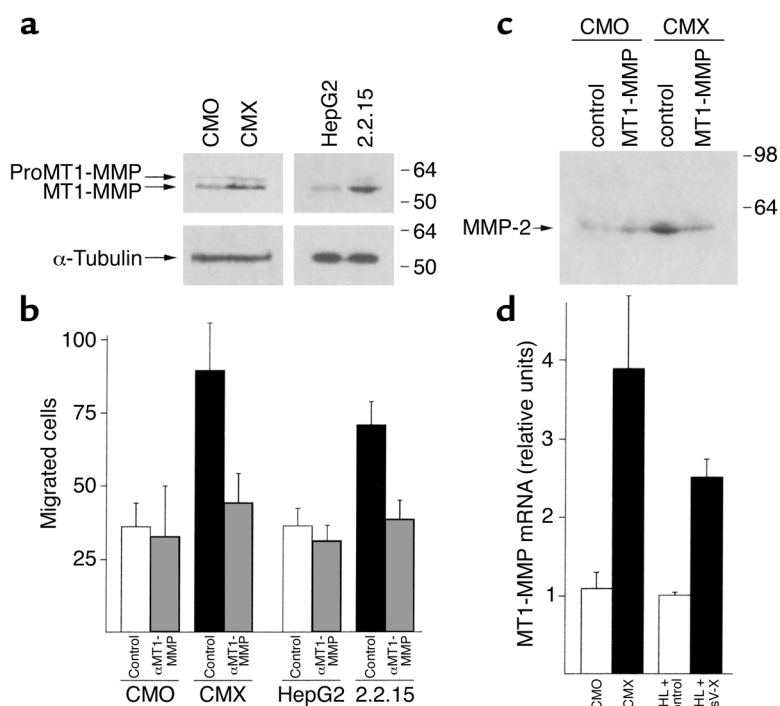 a
CMO
CMX
HepG2
2.2.15
ProMT1-MMP
MT1-MMP
-64
-50
α-Tubulin
-64
-50
b
Migrated cells
100
75
50
25
Control
αMT1-
MMP
Control
αMT1-
MMP
Control
αMT1-
MMP
Control
αMT1-
MMP
CMO
CMX
HepG2
2.2.15
c
CMO
CMX
control
MT1-MMP
control
MT1-MMP
-98
-64
MMP-2
d
MT1-MMP mRNA (relative units)
4
3
2
1
CMO
CMX
HL +